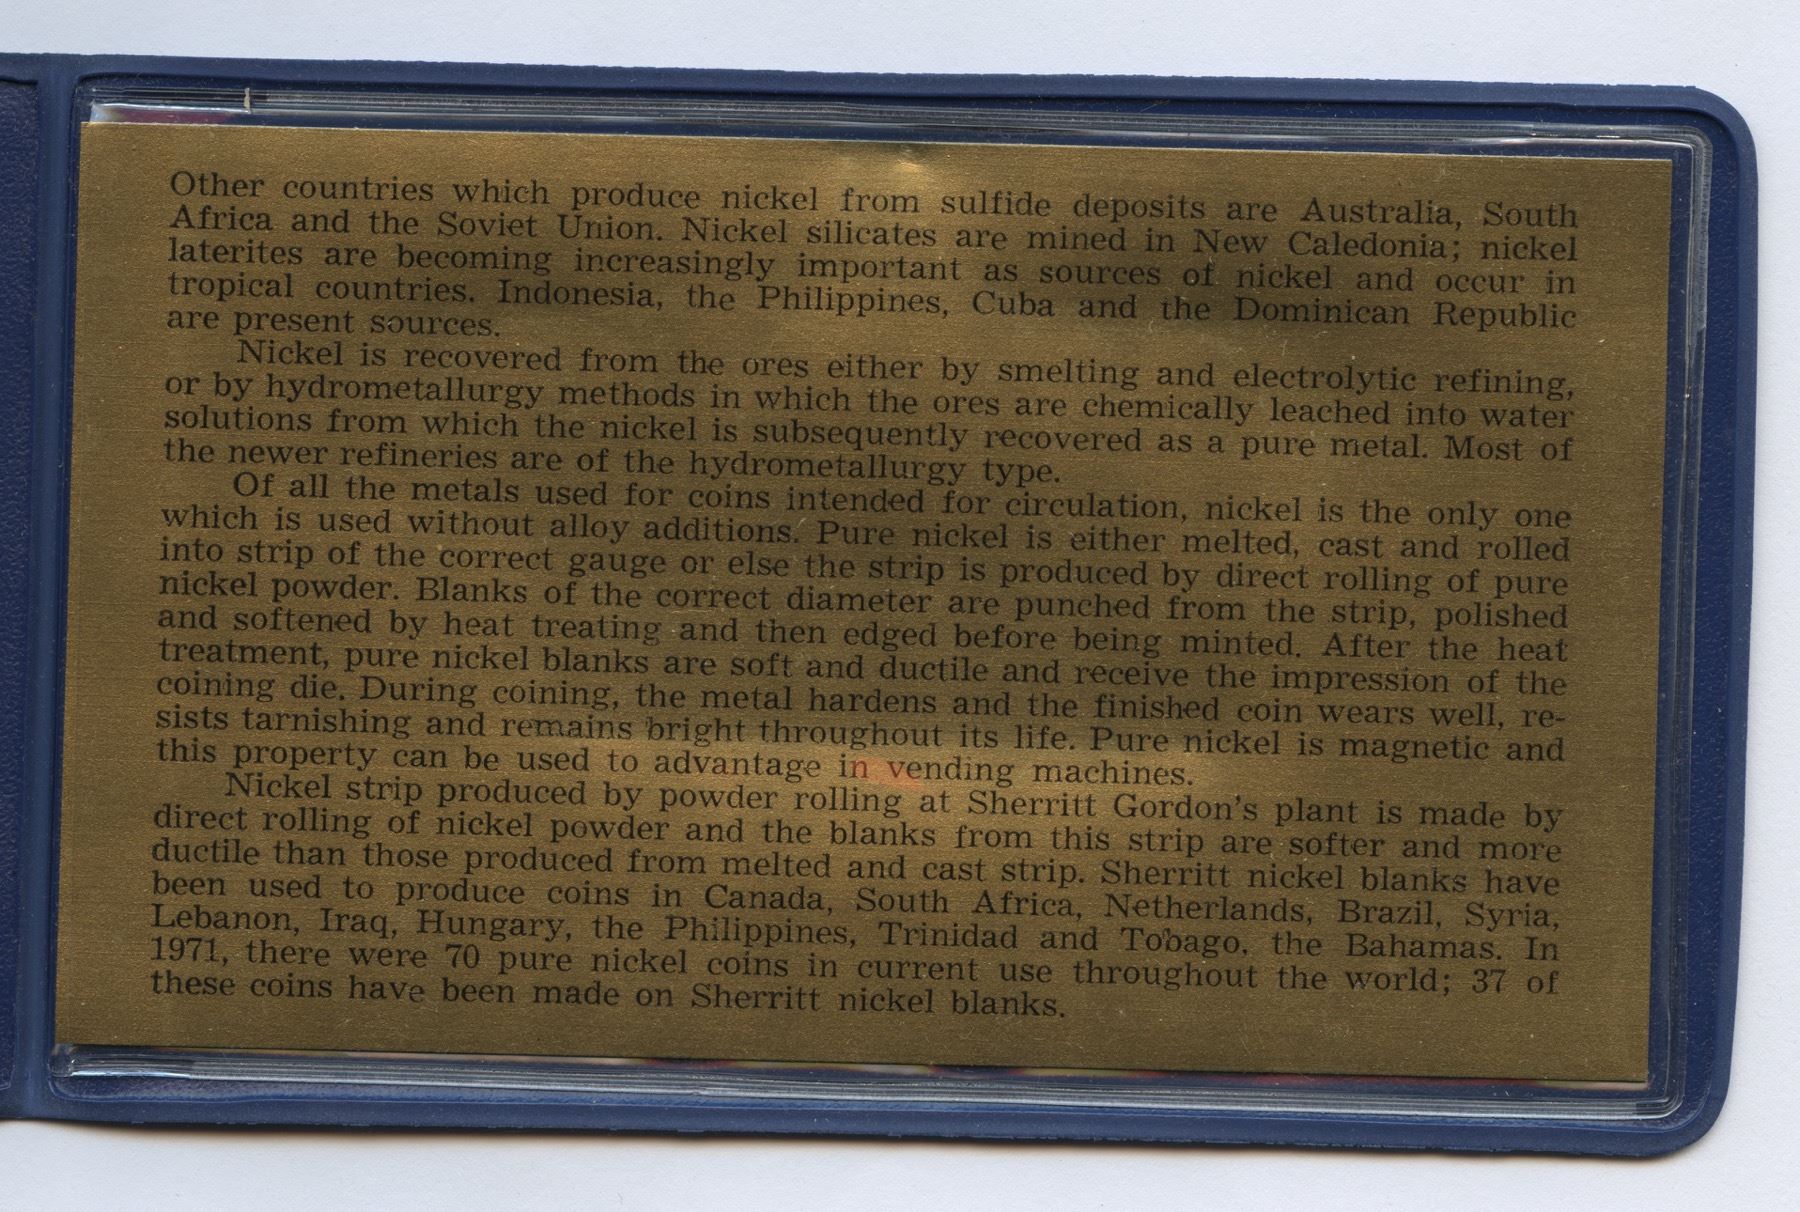 Other countries which produce nickel from sulfide deposits are Australia, South
Africa and the Soviet Union. Nickel silicates are mined in New Caledonia; nickel
laterites are becoming increasingly important as sources of nickel and occur in
tropical countries. Indonesia, the Philippines, Cuba and the Dominican Republic
are present sources.
Nickel is recovered from the ores either by smelting and electrolytic refining,
or by hydrometallurgy methods in which the ores are chemically leached into water
solutions from which the nickel is subsequently recovered as a pure metal. Most of
the newer refineries are of the hydrometallurgy type.
Of all the metals used for coins intended for circulation, nickel is the only one
which is used without alloy additions. Pure nickel is either melted, cast and rolled
into strip of the correct gauge or else the strip is produced by direct rolling of pure
nickel powder. Blanks of the correct diameter are punched from the strip, polished
and softened by heat treating and then edged before being minted. After the heat
treatment, pure nickel blanks are soft and ductile and receive the impression of the
coining die. During coining, the metal hardens and the finished coin wears well, re-
sists tarnishing and remains bright throughout its life. Pure nickel is magnetic and
this property can be used to advantage in vending machines.
Nickel strip produced by powder rolling at Sherritt Gordon's plant is made by
direct rolling of nickel powder and the blanks from this strip are softer and more
ductile than those produced from melted and cast strip. Sherritt nickel blanks have
been used to produce coins in Canada, South Africa, Netherlands, Brazil, Syria,
Lebanon, Iraq, Hungary, the Philippines, Trinidad and Tobago, the Bahamas. In
1971, there were 70 pure nickel coins in current use throughout the world; 37 of
these coins have been made on Sherritt nickel blanks.